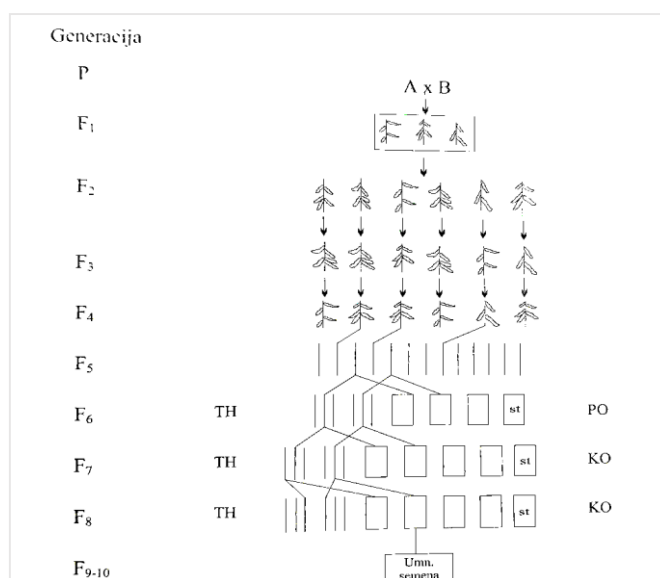 Generacija
P
A x B
F₁
F₂
F₃
F₄
F₅
F₆ TH st PO
F₇ TH st KO
F₈ TH st KO
F₉₋₁₀ Umn.
semena